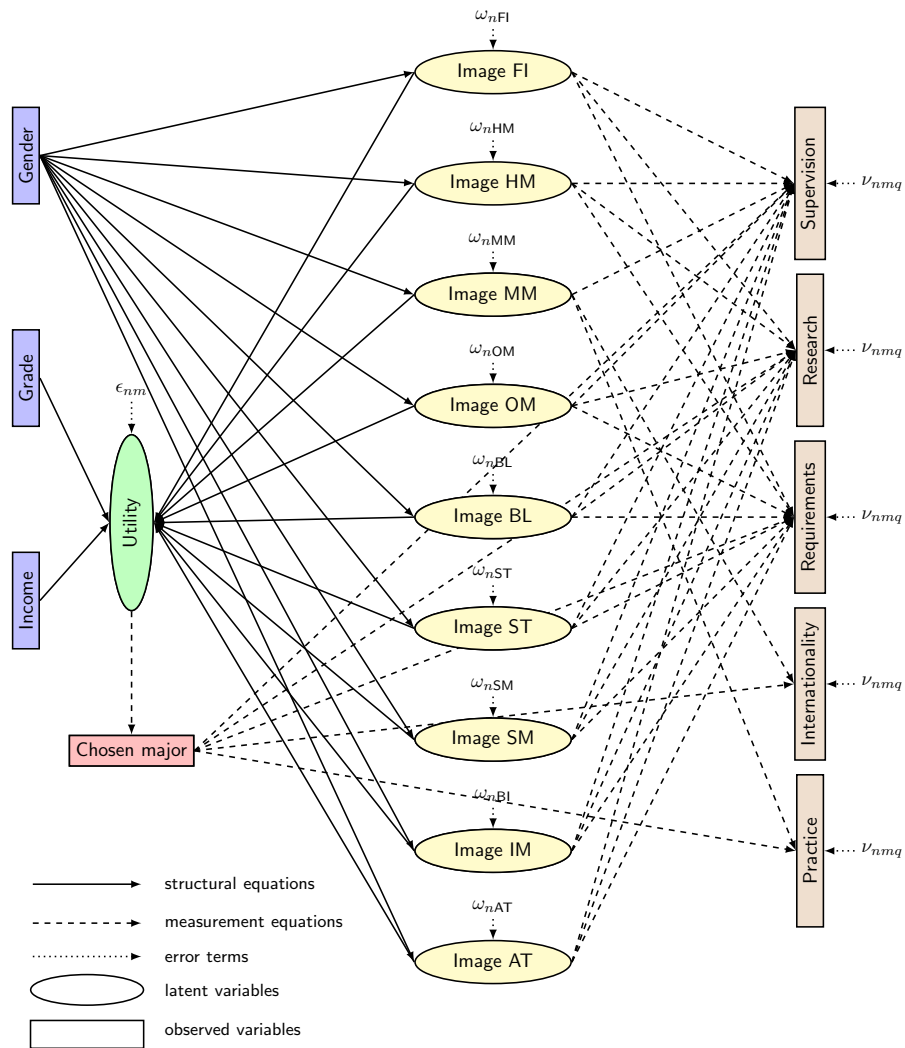 ω_nFI
Image FI
Gender
ω_nHM
Image HM
Supervision
ν_nmq
ω_nMM
Image MM
Research
ν_nmq
Grade
ϵ_nm
ω_nOM
Image OM
Utility
ω_nBL
Image BL
Requirements
ν_nmq
Income
ω_nST
Image ST
Internationality
ν_nmq
ω_nSM
Image SM
Chosen major
ω_nBI
Image IM
Practice
ν_nmq
ω_nAT
Image AT
structural equations
measurement equations
error terms
latent variables
observed variables